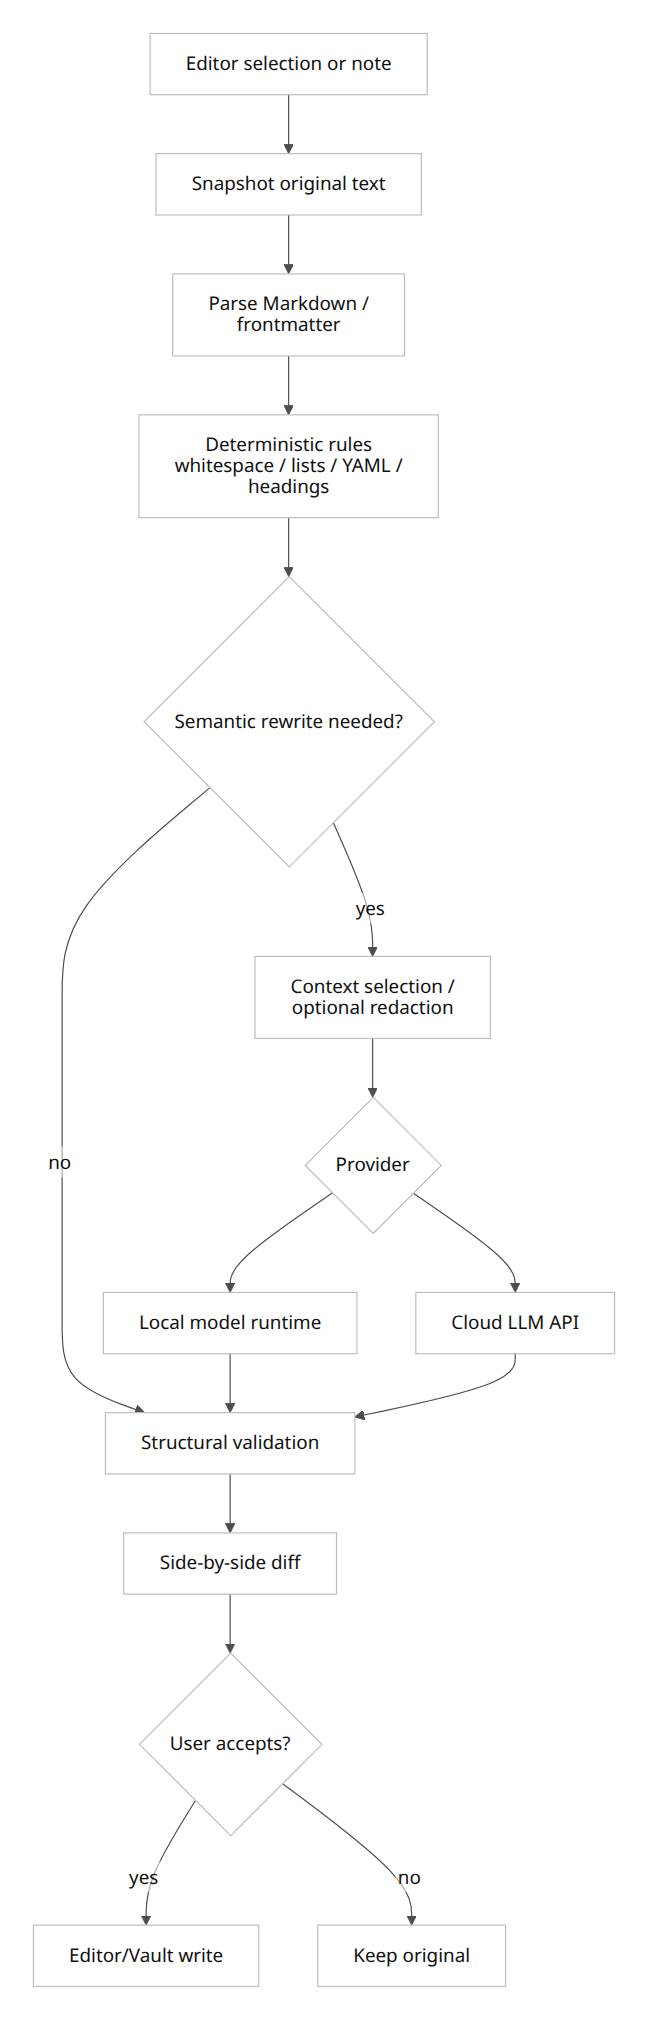 Editor selection or note
Snapshot original text
Parse Markdown /
frontmatter
Deterministic rules
whitespace / lists / YAML /
headings
Semantic rewrite needed?
yes
Context selection /
optional redaction
no
Provider
Local model runtime
Cloud LLM API
Structural validation
Side-by-side diff
User accepts?
yes
no
Editor/Vault write
Keep original